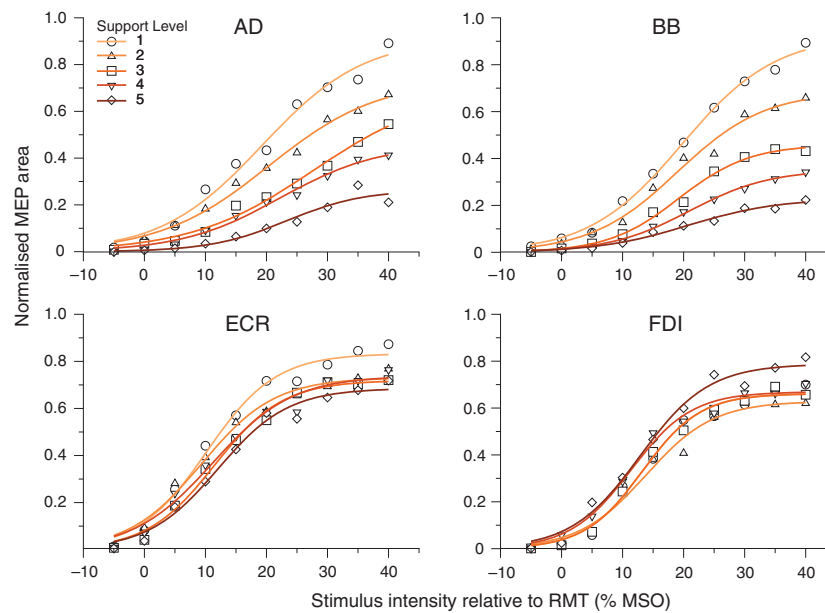 Support Level
1
2
3
4
5
AD
1.0
0.8
0.6
0.4
0.2
0
−10 0 10 20 30 40
BB
1.0
0.8
0.6
0.4
0.2
0
−10 0 10 20 30 40
Normalised MEP area
ECR
1.0
0.8
0.6
0.4
0.2
−10 0 10 20 30 40
FDI
1.0
0.8
0.6
0.4
0.2
0
−10 0 10 20 30 40
Stimulus intensity relative to RMT (% MSO)